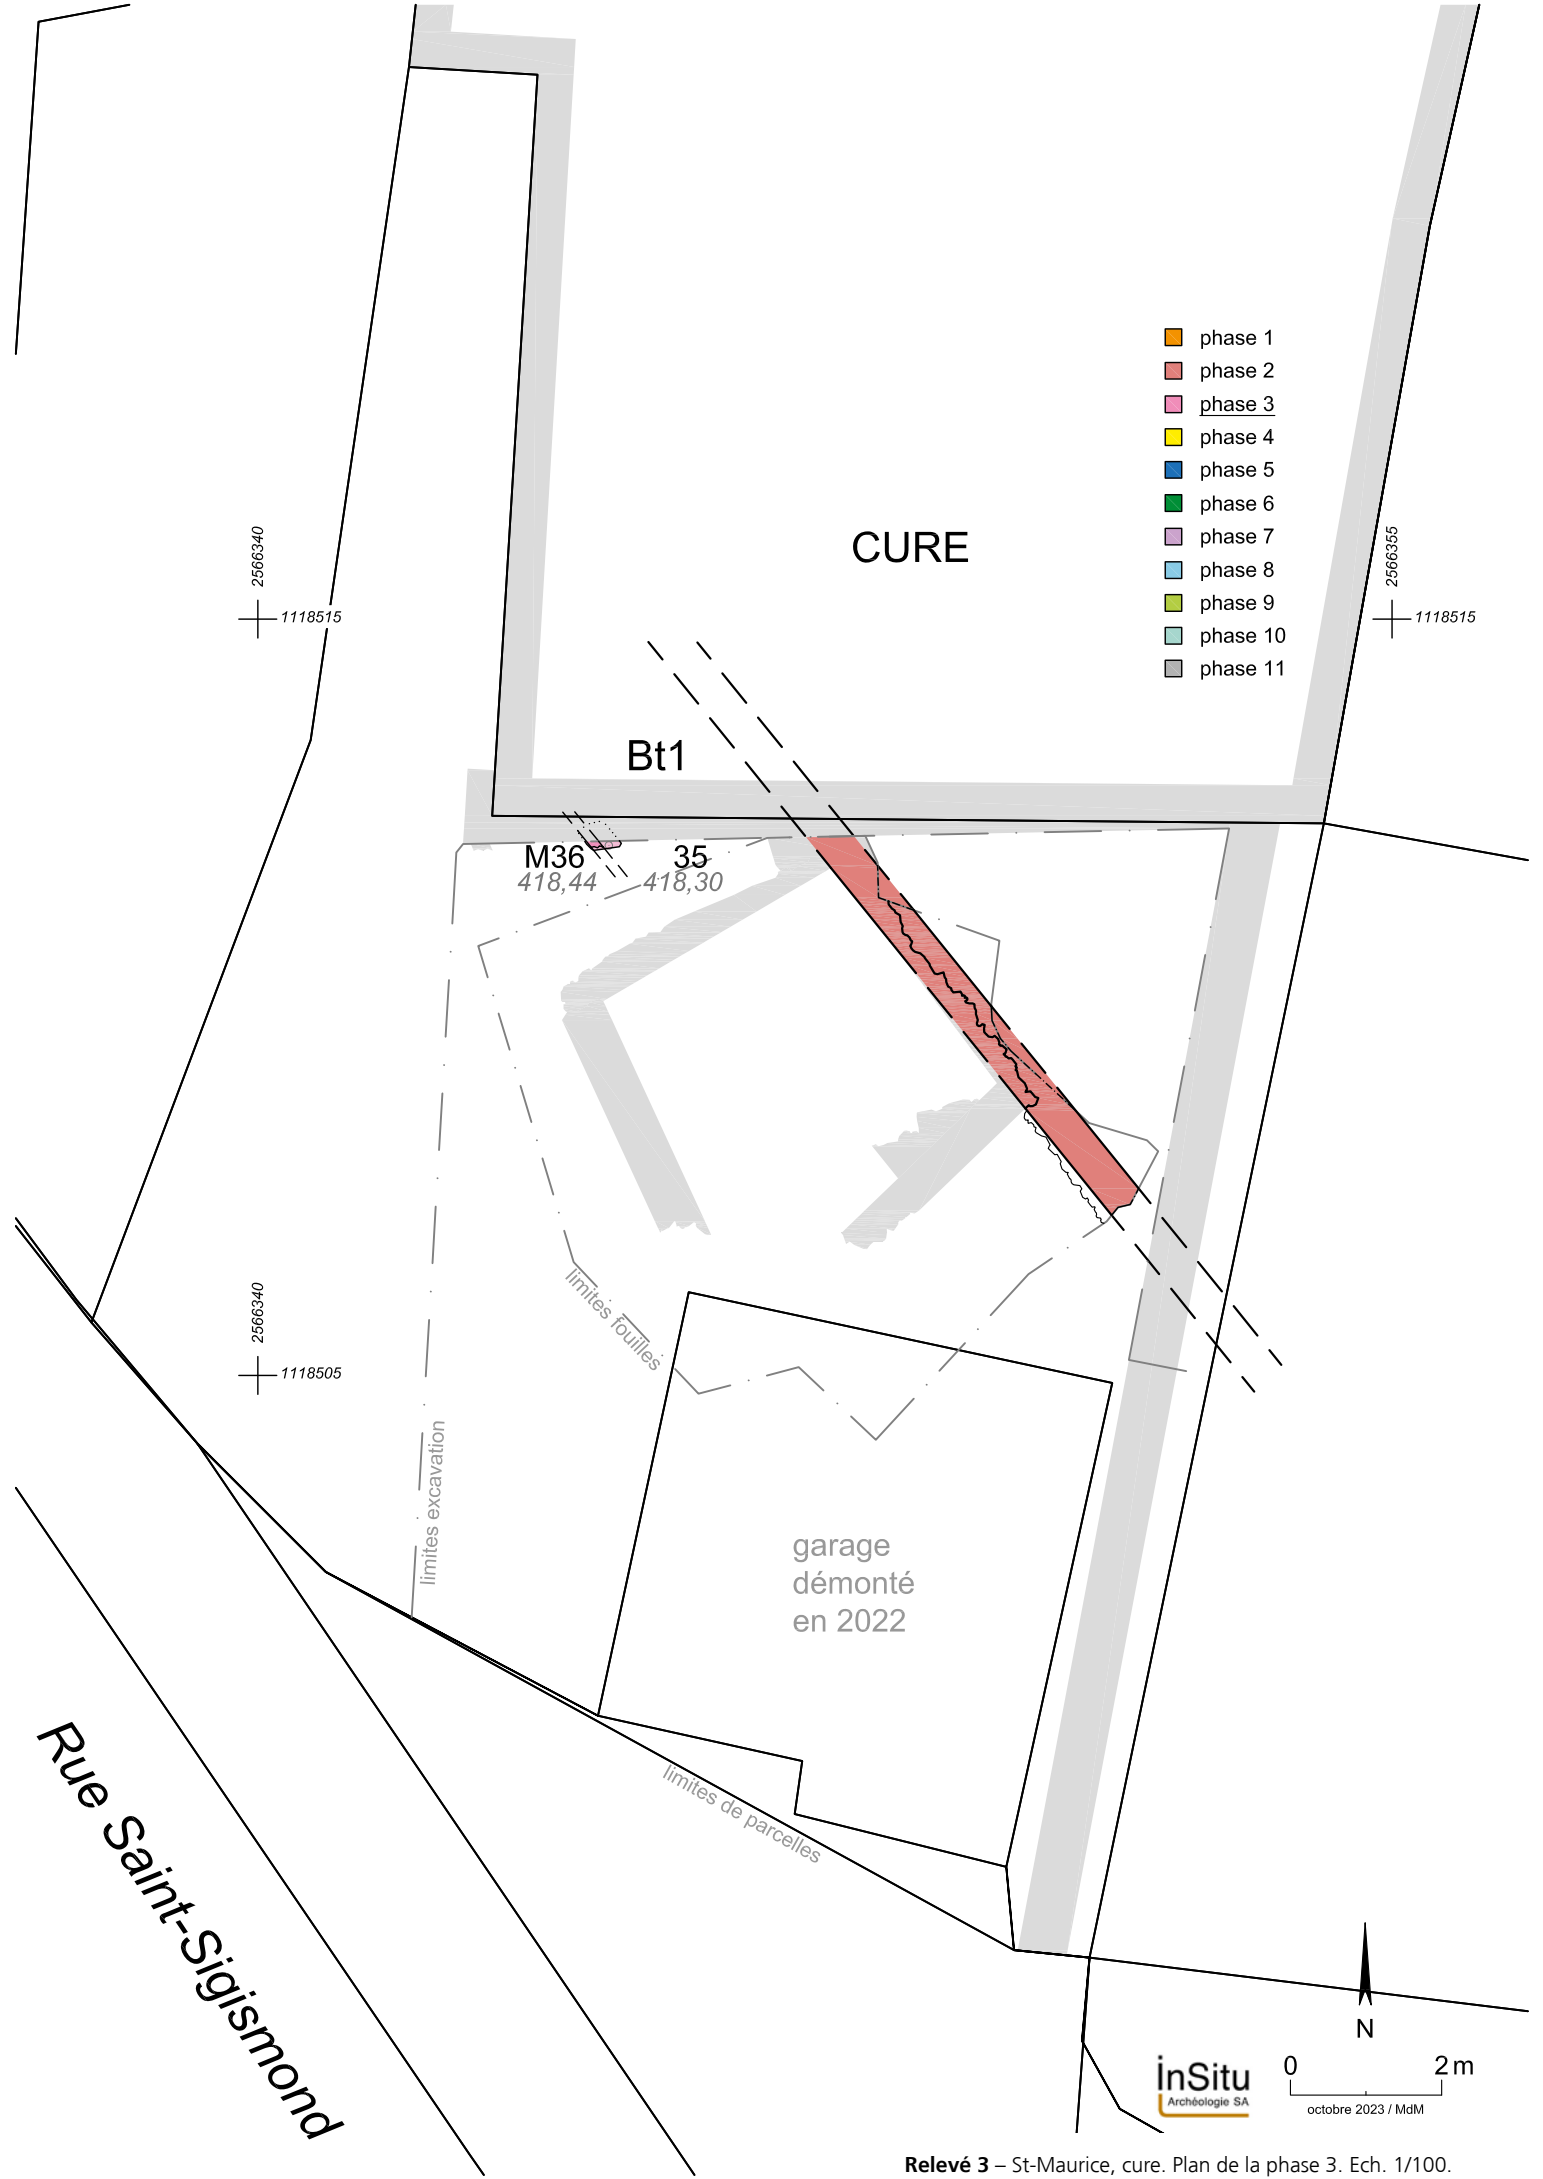 phase 1
phase 2
phase 3
phase 4
phase 5
phase 6
phase 7
phase 8
phase 9
phase 10
phase 11
CURE
2566340
1118515
2566355
1118515
Bt1
M36
418,44
35
418,30
limites fouilles
2566340
1118505
limites excavation
garage
démonté
en 2022
limites de parcelles
Rue Saint-Sigismond
N
inSitu
Archéologie SA
0 2 m
octobre 2023 / MdM
Relevé 3 – St-Maurice, cure. Plan de la phase 3. Ech. 1/100.